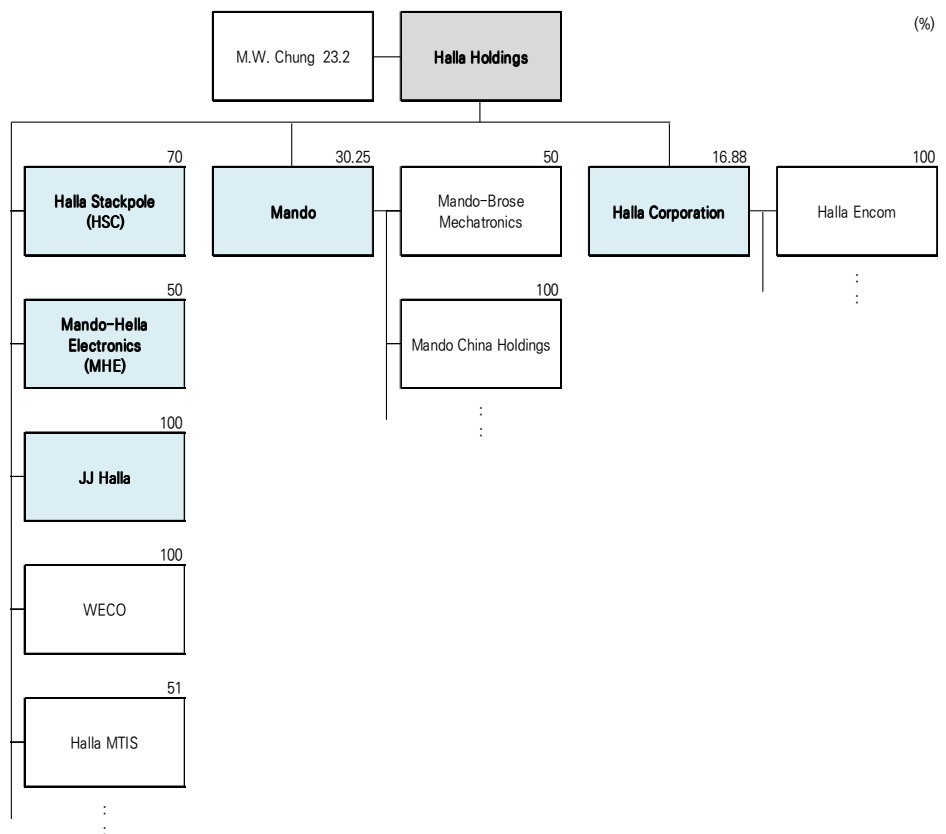 (%)
M.W. Chung 23.2
Halla Holdings
70
Halla Stackpole
(HSC)
30.25
Mando
50
Mando-Brose
Mechatronics
16.88
Halla Corporation
100
Halla Encom
:
:
50
Mando-Hella
Electronics
(MHE)
100
Mando China Holdings
:
:
100
JJ Halla
100
WECO
51
Halla MTIS
:
: